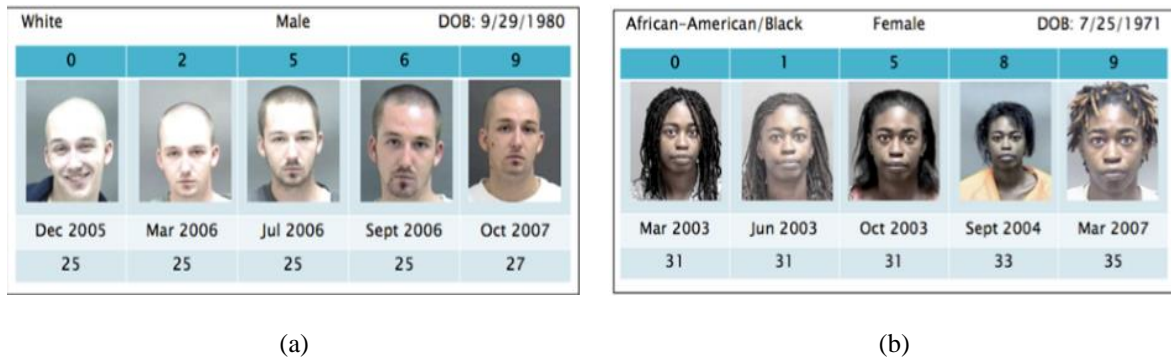 White Male DOB: 9/29/1980
0 2 5 6 9
Dec 2005 Mar 2006 Jul 2006 Sept 2006 Oct 2007
25 25 25 25 27
(a)
African-American/Black Female DOB: 7/25/1971
0 1 5 8 9
Mar 2003 Jun 2003 Oct 2003 Sept 2004 Mar 2007
31 31 31 33 35
(b)